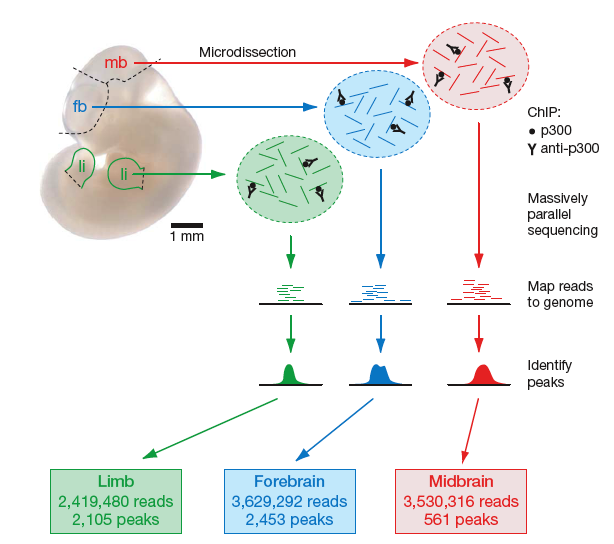 mb
Microdissection
fb
li
li
1 mm
ChIP:
p300
anti-p300
Massively
parallel
sequencing
Map reads
to genome
Identify
peaks
Limb
2,419,480 reads
2,105 peaks
Forebrain
3,629,292 reads
2,453 peaks
Midbrain
3,530,316 reads
561 peaks